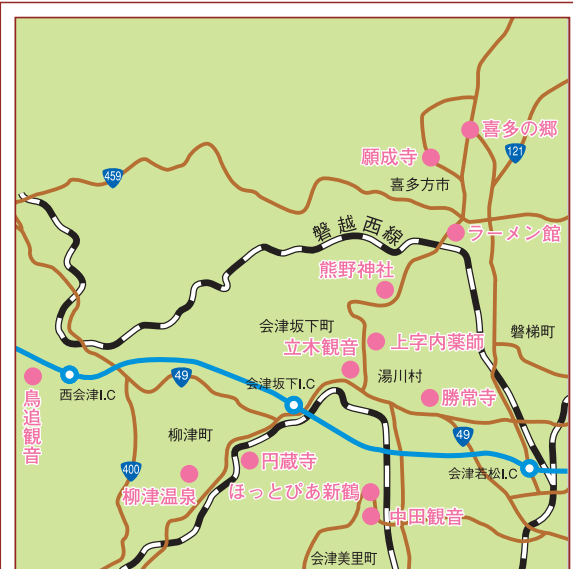 喜多の郷
121
願成寺
喜多方市
459
ラーメン館
磐越西線
熊野神社
会津坂下町
上宇内薬師
磐梯町
立木観音
湯川村
49
会津坂下I.C
西会津I.C
鳥追観音
勝常寺
柳津町
49
円蔵寺
会津若松I.C
400
柳津温泉
ほっとぴあ新鶴
中田観音
会津美里町